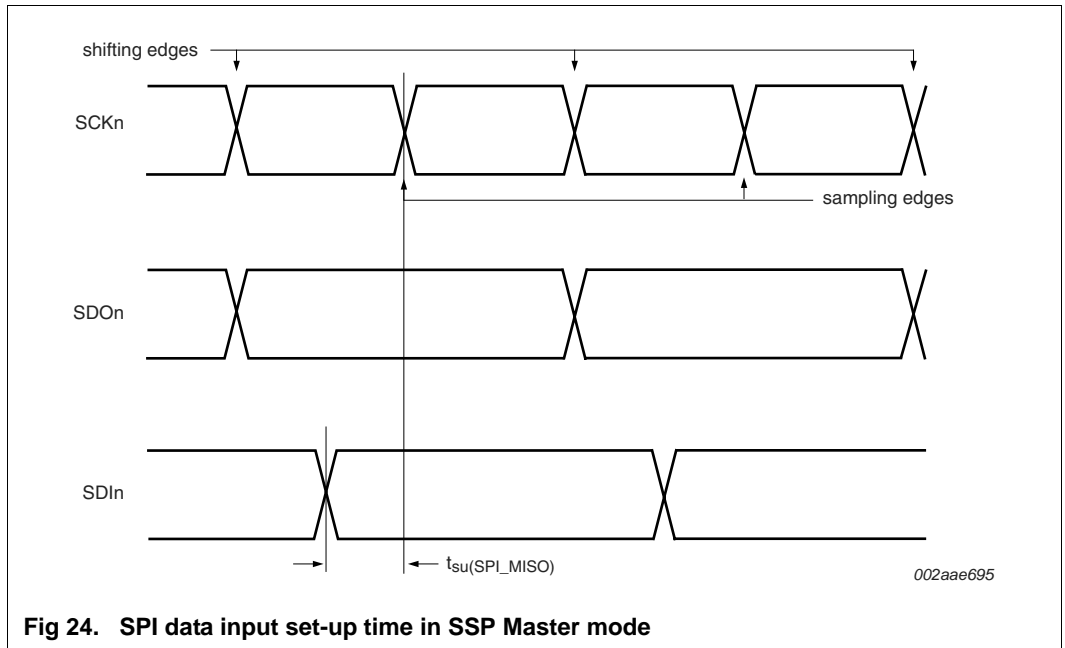 shifting edges
SCKn
sampling edges
SDOn
SDIn
tsu(SPI_MISO)
002aae695
Fig 24. SPI data input set-up time in SSP Master mode